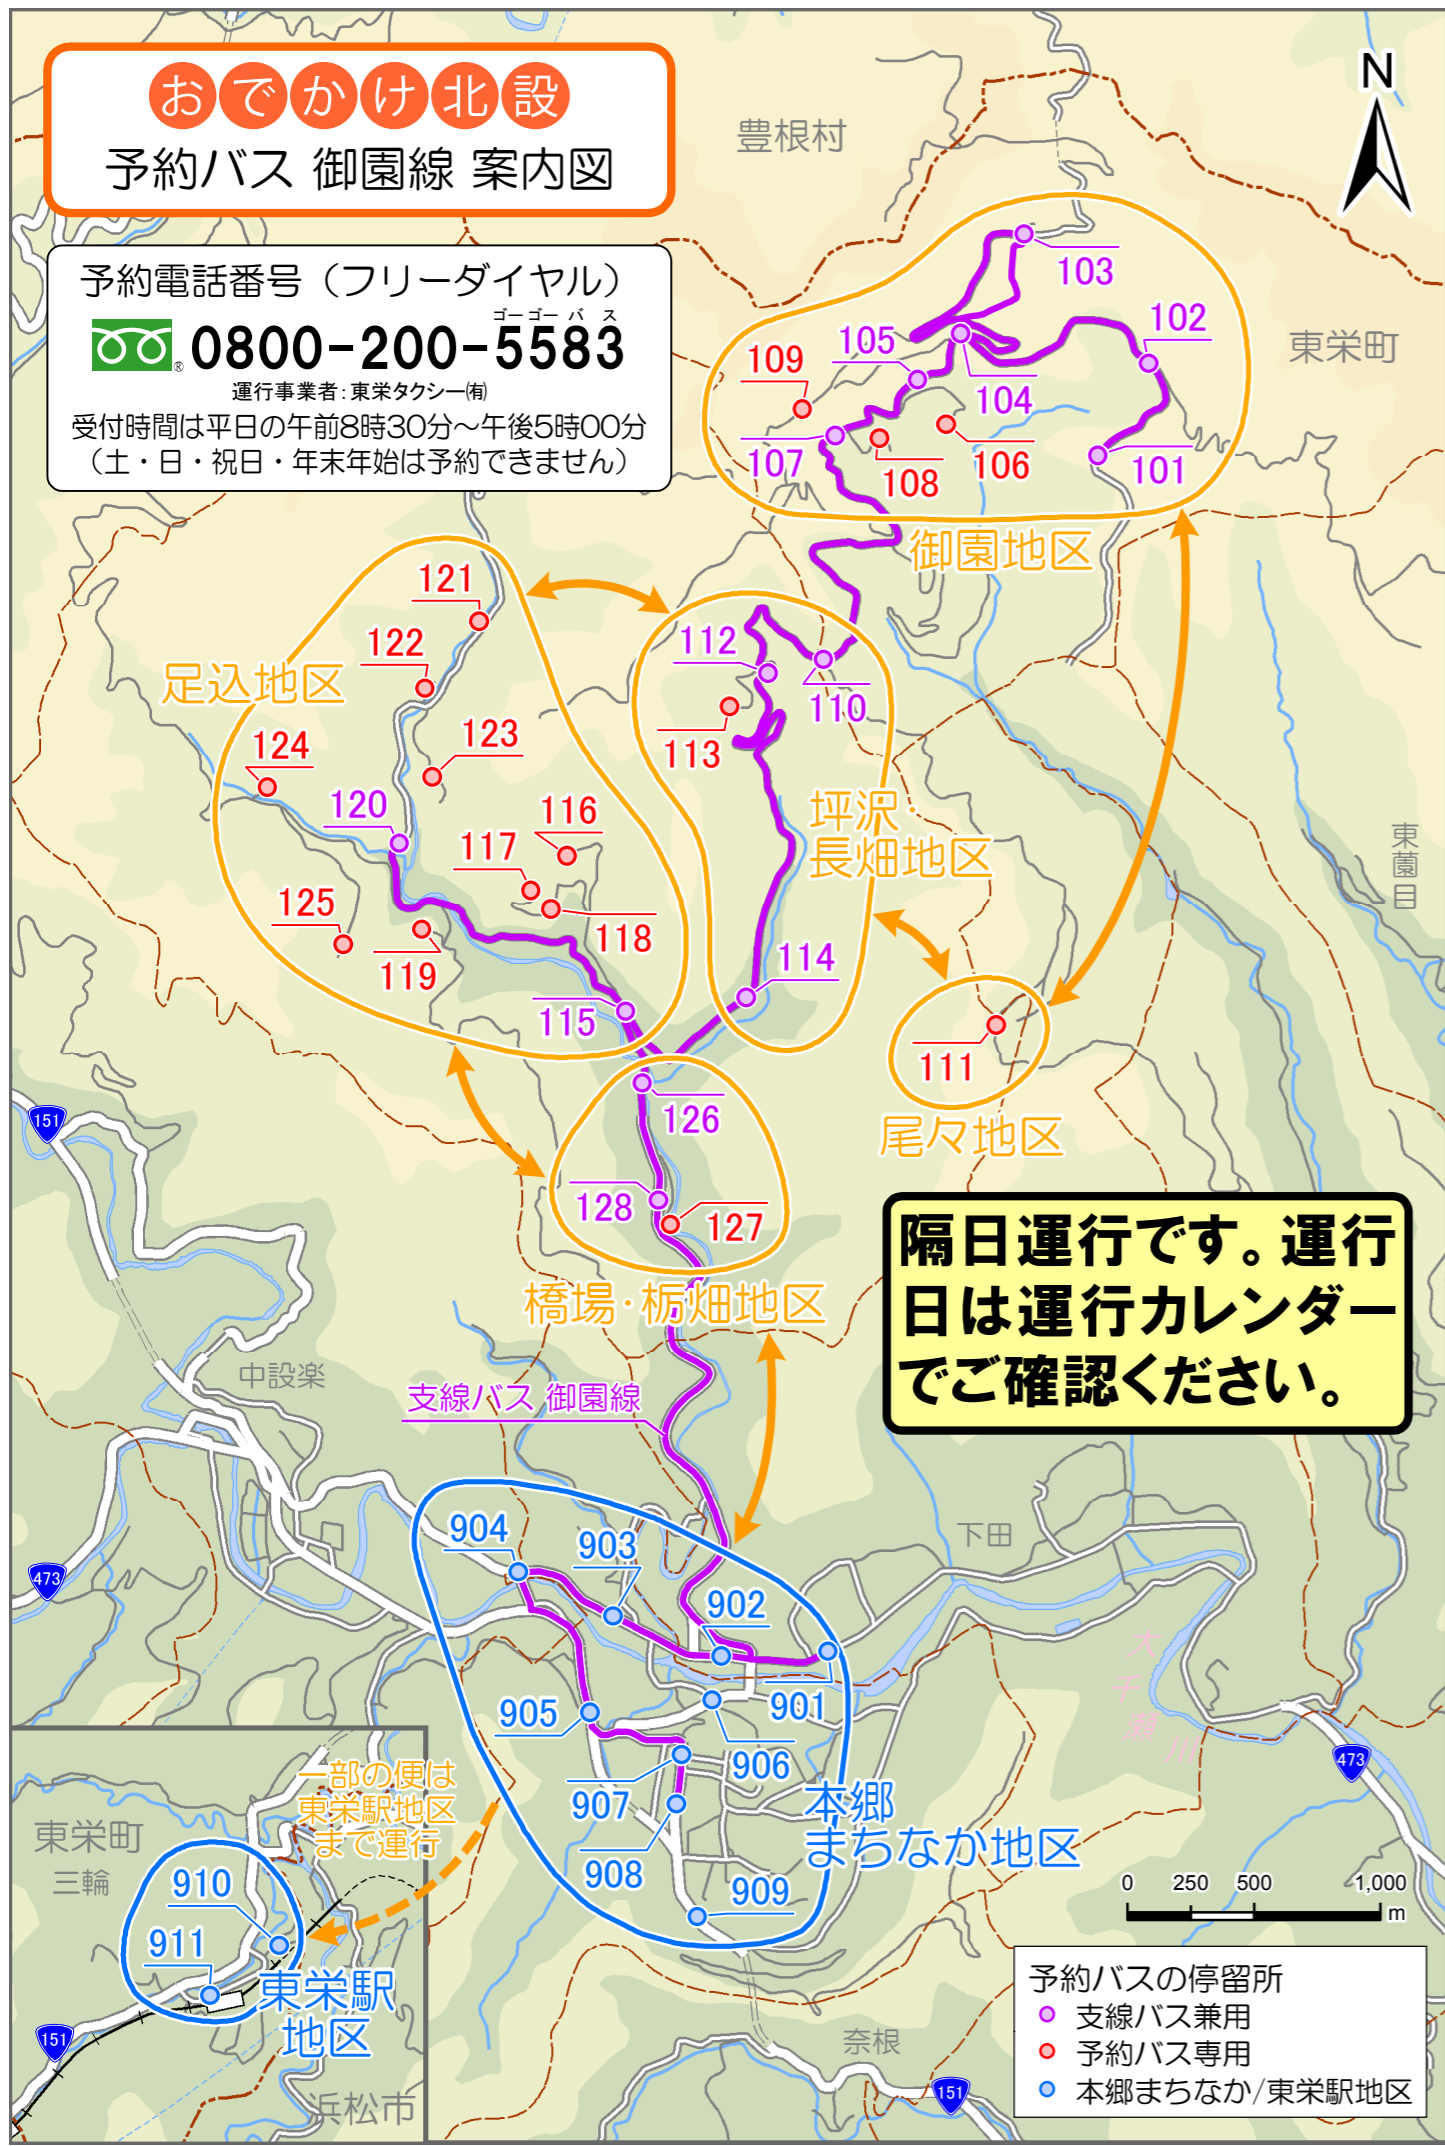 おでかけ北設
予約バス 御園線 案内図
予約電話番号（フリーダイヤル）
ゴーゴー バス
0800-200-5583
®
運行事業者：東栄タクシー㈲
受付時間は平日の午前8時30分～午後5時00分
（土・日・祝日・年末年始は予約できません）
N
豊根村
東栄町
103
102
105
109
104
107
108
106
101
御園地区
121
122
足込地区
112
110
113
124
123
120
116
117
坪沢・
長畑地区
東薗目
125
118
119
114
115
111
尾々地区
126
128
127
橋場・栃畑地区
151
隔日運行です。運行
日は運行カレンダー
でご確認ください。
中設楽
支線バス 御園線
473
904
903
902
下田
901
905
906
907
908
909
本郷
まちなか地区
大千瀬川
473
一部の便は
東栄駅地区
まで運行
東栄町
三輪
910
911
東栄駅
地区
151
浜松市
0 250 500 1,000
m
奈根
151
予約バスの停留所
支線バス兼用
予約バス専用
本郷まちなか/東栄駅地区